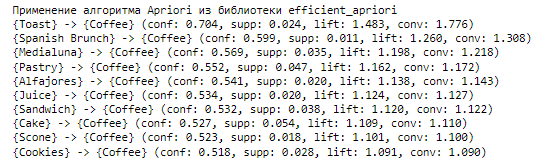 Применение алгоритма Apriori из библиотеки efficient_apriori
{Toast} -> {Coffee} (conf: 0.704, supp: 0.024, lift: 1.483, conv: 1.776)
{Spanish Brunch} -> {Coffee} (conf: 0.599, supp: 0.011, lift: 1.260, conv: 1.308)
{Medialuna} -> {Coffee} (conf: 0.569, supp: 0.035, lift: 1.198, conv: 1.218)
{Pastry} -> {Coffee} (conf: 0.552, supp: 0.047, lift: 1.162, conv: 1.172)
{Alfajores} -> {Coffee} (conf: 0.541, supp: 0.020, lift: 1.138, conv: 1.143)
{Juice} -> {Coffee} (conf: 0.534, supp: 0.020, lift: 1.124, conv: 1.127)
{Sandwich} -> {Coffee} (conf: 0.532, supp: 0.038, lift: 1.120, conv: 1.122)
{Cake} -> {Coffee} (conf: 0.527, supp: 0.054, lift: 1.109, conv: 1.110)
{Scone} -> {Coffee} (conf: 0.523, supp: 0.018, lift: 1.101, conv: 1.100)
{Cookies} -> {Coffee} (conf: 0.518, supp: 0.028, lift: 1.091, conv: 1.090)